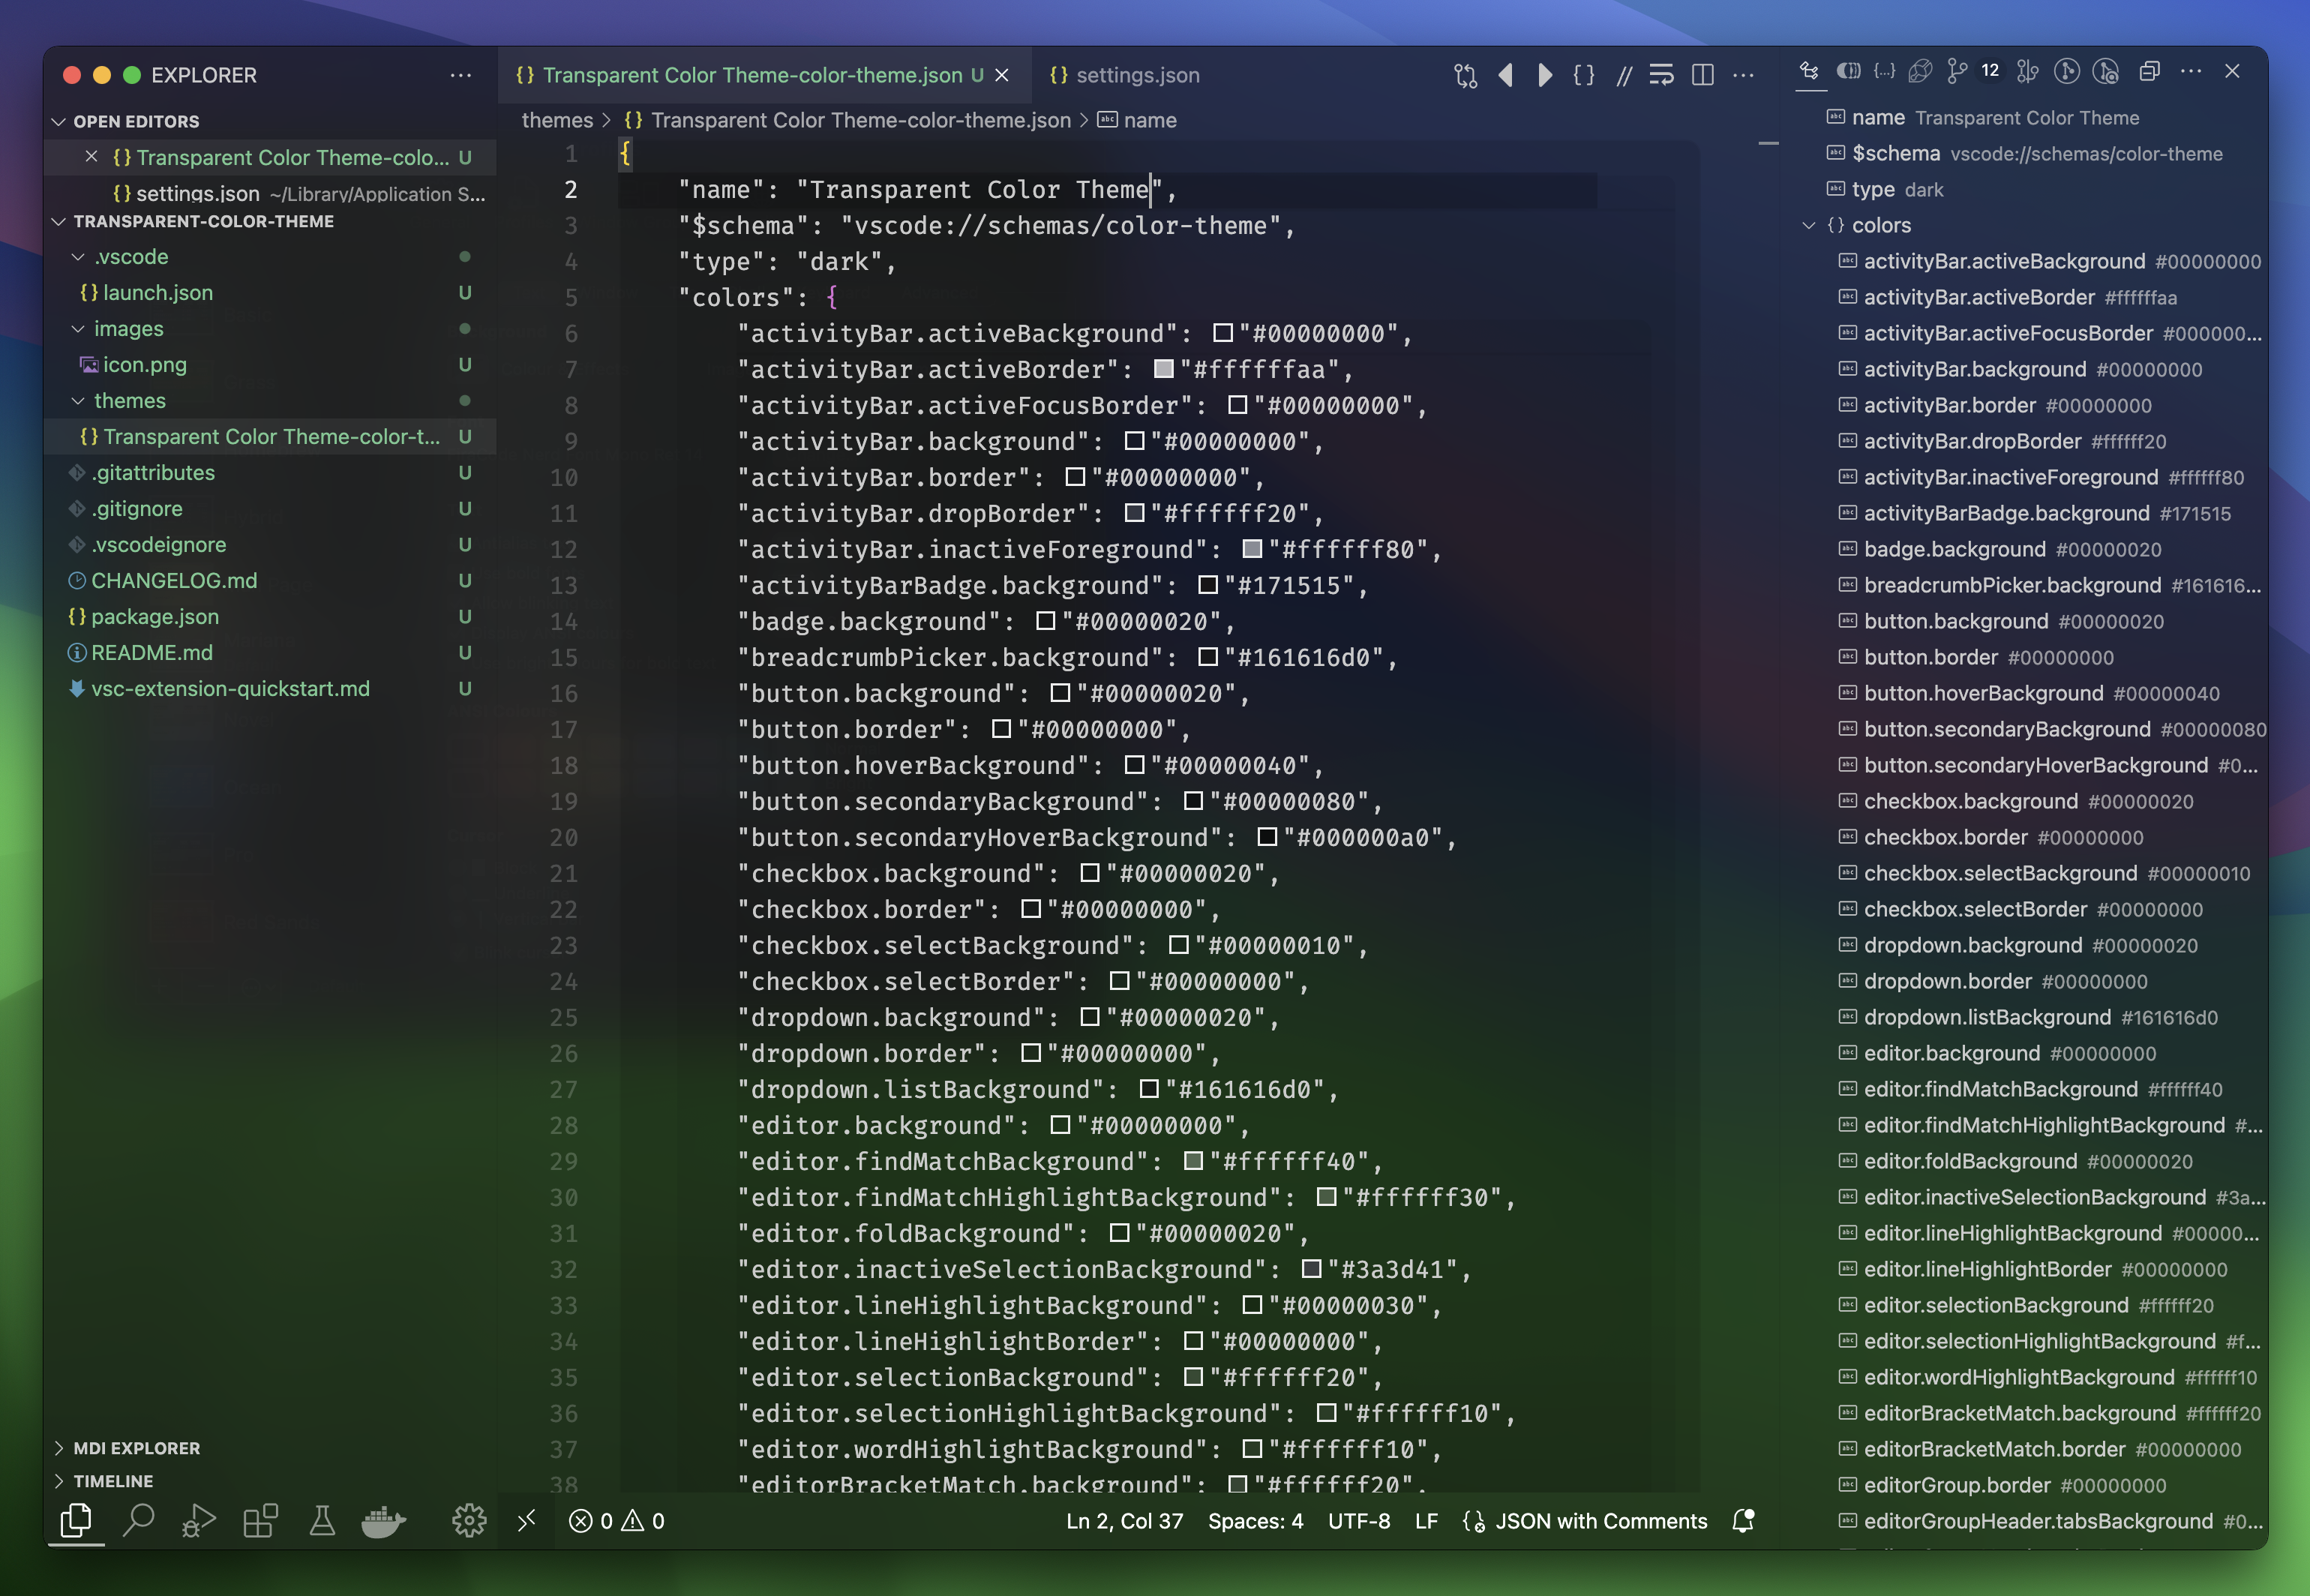 EXPLORER
OPEN EDITORS
Transparent Color Theme-colo... U
settings.json ~/Library/Application S...
TRANSPARENT-COLOR-THEME
.vscode
launch.json U
images
icon.png U
themes
Transparent Color Theme-color-t... U
.gitattributes U
.gitignore U
.vscodeignore U
CHANGELOG.md U
package.json U
README.md U
vsc-extension-quickstart.md U
MDI EXPLORER
TIMELINE
Transparent Color Theme-color-theme.json U
settings.json
themes > {} Transparent Color Theme-color-theme.json > name
1 {
2 "name": "Transparent Color Theme",
3 "$schema": "vscode://schemas/color-theme",
4 "type": "dark",
5 "colors": {
6 "activityBar.activeBackground": "#00000000",
7 "activityBar.activeBorder": "#ffffffaa",
8 "activityBar.activeFocusBorder": "#00000000",
9 "activityBar.background": "#00000000",
10 "activityBar.border": "#00000000",
11 "activityBar.dropBorder": "#ffffff20",
12 "activityBar.inactiveForeground": "#ffffff80",
13 "activityBarBadge.background": "#171515",
14 "badge.background": "#00000020",
15 "breadcrumbPicker.background": "#161616d0",
16 "button.background": "#00000020",
17 "button.border": "#00000000",
18 "button.hoverBackground": "#00000040",
19 "button.secondaryBackground": "#00000080",
20 "button.secondaryHoverBackground": "#000000a0",
21 "checkbox.background": "#00000020",
22 "checkbox.border": "#00000000",
23 "checkbox.selectBackground": "#00000010",
24 "checkbox.selectBorder": "#00000000",
25 "dropdown.background": "#00000020",
26 "dropdown.border": "#00000000",
27 "dropdown.listBackground": "#161616d0",
28 "editor.background": "#00000000",
29 "editor.findMatchBackground": "#ffffff40",
30 "editor.findMatchHighlightBackground": "#ffffff30",
31 "editor.foldBackground": "#00000020",
32 "editor.inactiveSelectionBackground": "#3a3d41",
33 "editor.lineHighlightBackground": "#00000030",
34 "editor.lineHighlightBorder": "#00000000",
35 "editor.selectionBackground": "#ffffff20",
36 "editor.selectionHighlightBackground": "#ffffff10",
37 "editor.wordHighlightBackground": "#ffffff10",
38 "editorBracketMatch.background": "#ffffff20",
12
name Transparent Color Theme
$schema vscode://schemas/color-theme
type dark
{} colors
activityBar.activeBackground #00000000
activityBar.activeBorder #ffffffaa
activityBar.activeFocusBorder #000000...
activityBar.background #00000000
activityBar.border #00000000
activityBar.dropBorder #ffffff20
activityBar.inactiveForeground #ffffff80
activityBarBadge.background #171515
badge.background #00000020
breadcrumbPicker.background #161616...
button.background #00000020
button.border #00000000
button.hoverBackground #00000040
button.secondaryBackground #00000080
button.secondaryHoverBackground #0...
checkbox.background #00000020
checkbox.border #00000000
checkbox.selectBackground #00000010
checkbox.selectBorder #00000000
dropdown.background #00000020
dropdown.border #00000000
dropdown.listBackground #161616d0
editor.background #00000000
editor.findMatchBackground #ffffff40
editor.findMatchHighlightBackground #...
editor.foldBackground #00000020
editor.inactiveSelectionBackground #3a...
editor.lineHighlightBackground #00000...
editor.lineHighlightBorder #00000000
editor.selectionBackground #ffffff20
editor.selectionHighlightBackground #f...
editor.wordHighlightBackground #ffffff10
editorBracketMatch.background #ffffff20
editorBracketMatch.border #00000000
editorGroup.border #00000000
editorGroupHeader.tabsBackground #0...
0 0
Ln 2, Col 37 Spaces: 4 UTF-8 LF JSON with Comments